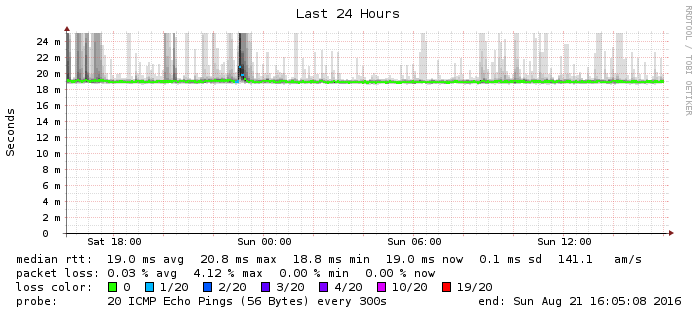 Last 24 Hours
RRDTOOL / TOBI OETIKER
Seconds
24 m
22 m
20 m
18 m
16 m
14 m
12 m
10 m
8 m
6 m
4 m
2 m
0
Sat 18:00 Sun 00:00 Sun 06:00 Sun 12:00
median rtt: 19.0 ms avg 20.8 ms max 18.8 ms min 19.0 ms now 0.1 ms sd 141.1 am/s
packet loss: 0.03 % avg 4.12 % max 0.00 % min 0.00 % now
loss color: 0 1/20 2/20 3/20 4/20 10/20 19/20
probe: 20 ICMP Echo Pings (56 Bytes) every 300s end: Sun Aug 21 16:05:08 2016